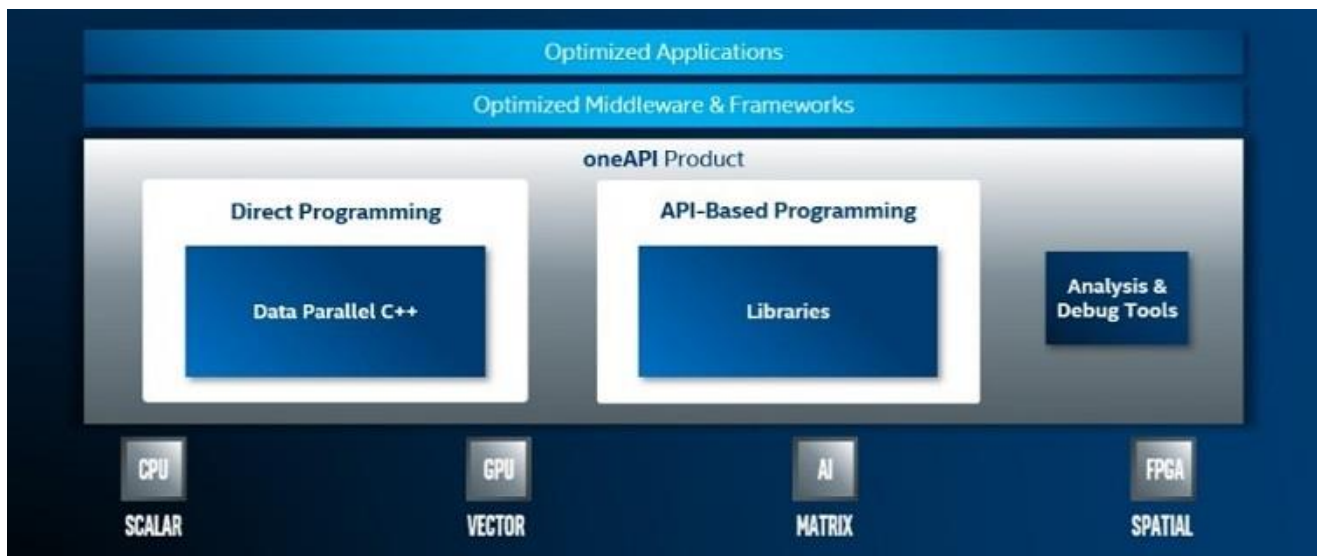 Optimized Applications
Optimized Middleware & Frameworks
oneAPI Product
Direct Programming
API-Based Programming
Data Parallel C++
Libraries
Analysis &
Debug Tools
CPU
GPU
AI
FPGA
SCALAR
VECTOR
MATRIX
SPATIAL